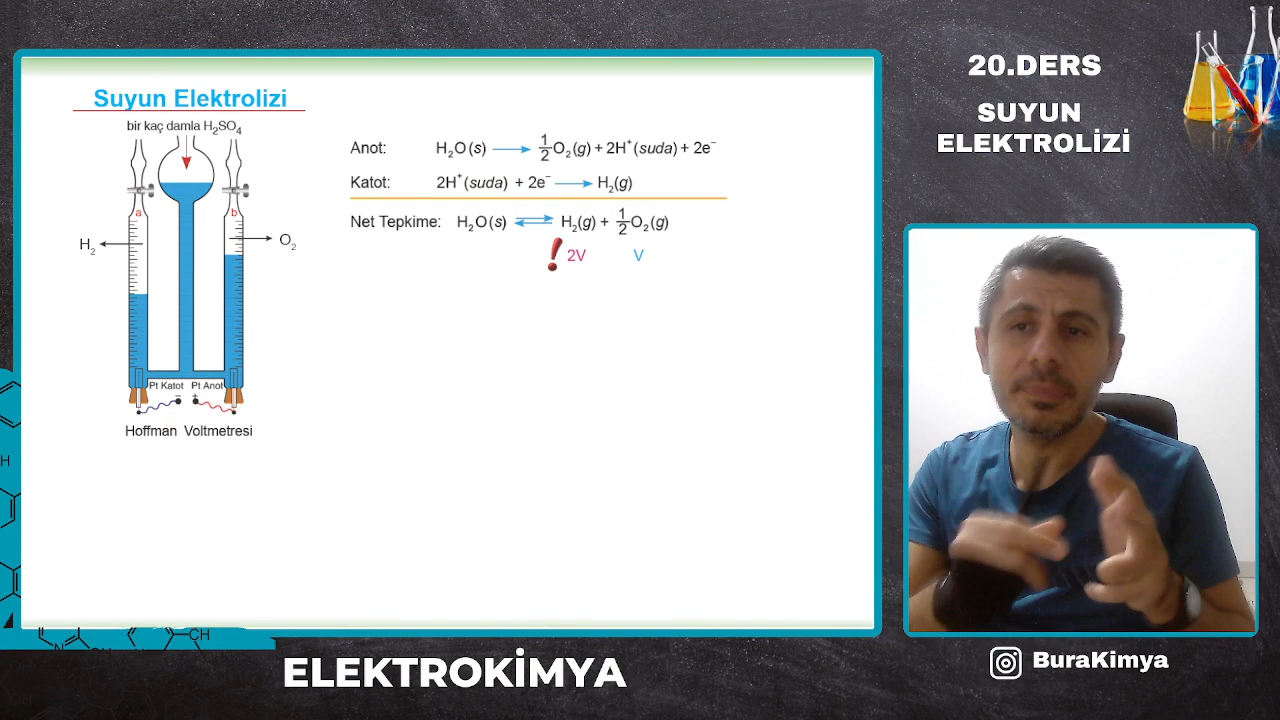 20.DERS
SUYUN
ELEKTROLİZİ
Suyun Elektrolizi
bir kaç damla H₂SO₄
a
b
H₂
O₂
Pt Katot
Pt Anot
−
+
Hoffman Voltmetresi
Anot: H₂O (s) → 1/2 O₂(g) + 2H⁺(suda) + 2e⁻
Katot: 2H⁺(suda) + 2e⁻ → H₂(g)
Net Tepkime: H₂O(s) ⇄ H₂(g) + 1/2 O₂(g)
! 2V V
H
N
CH
ELEKTROKİMYA
BuraKimya